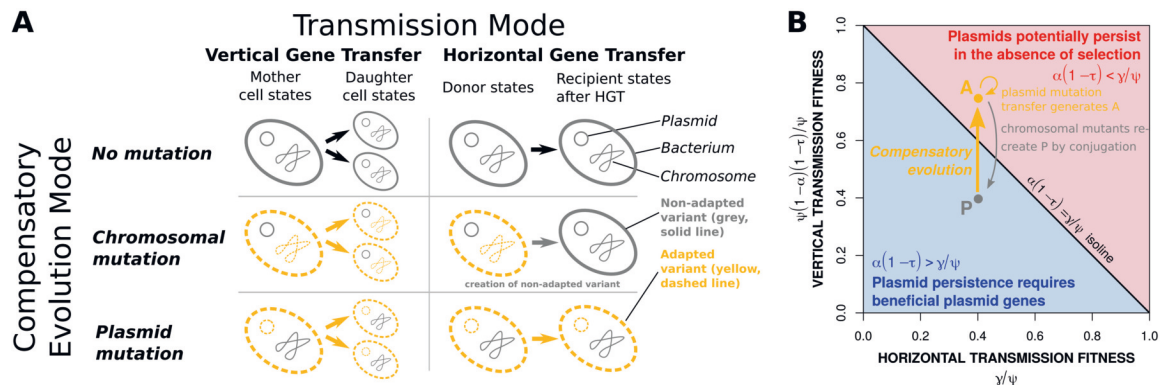 A
Transmission Mode
Vertical Gene Transfer
Horizontal Gene Transfer
Mother
cell states
Daughter
cell states
Donor states
Recipient states
after HGT
Compensatory
Evolution Mode
No mutation
Plasmid
Bacterium
Chromosome
Chromosomal
mutation
Non-adapted
variant (grey,
solid line)
Adapted
variant (yellow,
dashed line)
creation of non-adapted variant
Plasmid
mutation
B
VERTICAL TRANSMISSION FITNESS
ψ(1−α)(1−τ)/ψ
1.0
0.8
0.6
0.4
0.2
0.0
Plasmids potentially persist
in the absence of selection
α(1−τ)<γ/ψ
A
plasmid mutation
transfer generates A
chromosomal mutants re-
create P by conjugation
Compensatory
evolution
P
α(1−τ)=γ/ψ isoline
α(1−τ)>γ/ψ
Plasmid persistence requires
beneficial plasmid genes
0.0 0.2 0.4 0.6 0.8 1.0
HORIZONTAL TRANSMISSION FITNESS
γ/ψ